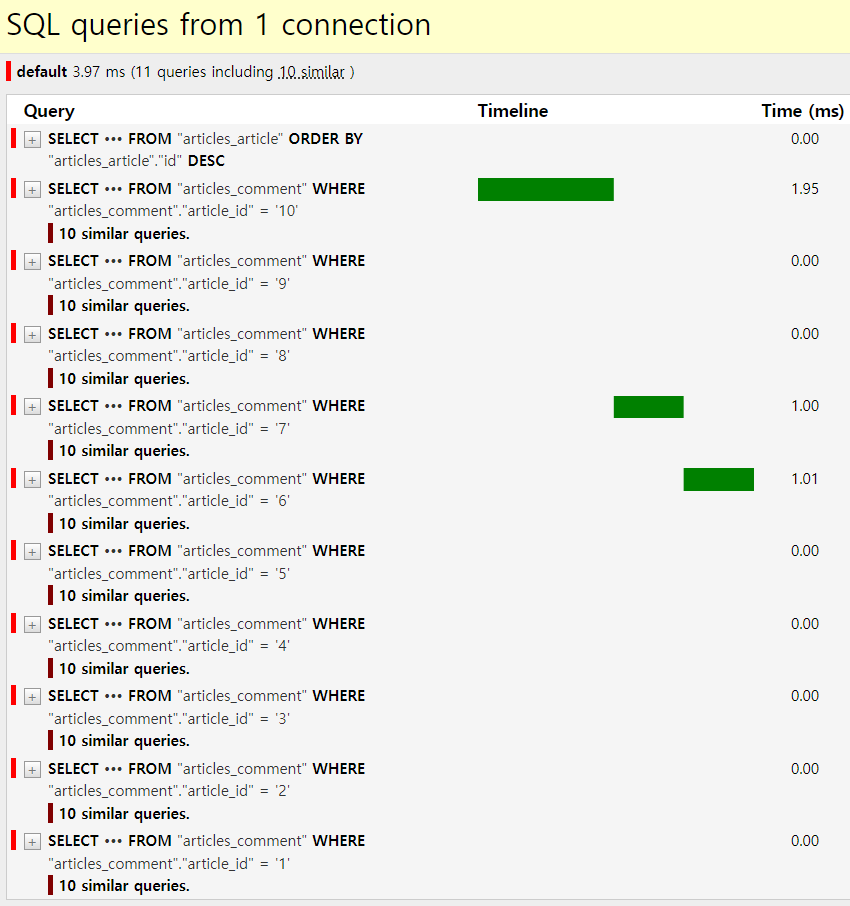 SQL queries from 1 connection
default 3.97 ms (11 queries including 10 similar )
Query Timeline Time (ms)
+ SELECT ••• FROM "articles_article" ORDER BY 0.00
"articles_article"."id" DESC
+ SELECT ••• FROM "articles_comment" WHERE 1.95
"articles_comment"."article_id" = '10'
10 similar queries.
+ SELECT ••• FROM "articles_comment" WHERE 0.00
"articles_comment"."article_id" = '9'
10 similar queries.
+ SELECT ••• FROM "articles_comment" WHERE 0.00
"articles_comment"."article_id" = '8'
10 similar queries.
+ SELECT ••• FROM "articles_comment" WHERE 1.00
"articles_comment"."article_id" = '7'
10 similar queries.
+ SELECT ••• FROM "articles_comment" WHERE 1.01
"articles_comment"."article_id" = '6'
10 similar queries.
+ SELECT ••• FROM "articles_comment" WHERE 0.00
"articles_comment"."article_id" = '5'
10 similar queries.
+ SELECT ••• FROM "articles_comment" WHERE 0.00
"articles_comment"."article_id" = '4'
10 similar queries.
+ SELECT ••• FROM "articles_comment" WHERE 0.00
"articles_comment"."article_id" = '3'
10 similar queries.
+ SELECT ••• FROM "articles_comment" WHERE 0.00
"articles_comment"."article_id" = '2'
10 similar queries.
+ SELECT ••• FROM "articles_comment" WHERE 0.00
"articles_comment"."article_id" = '1'
10 similar queries.